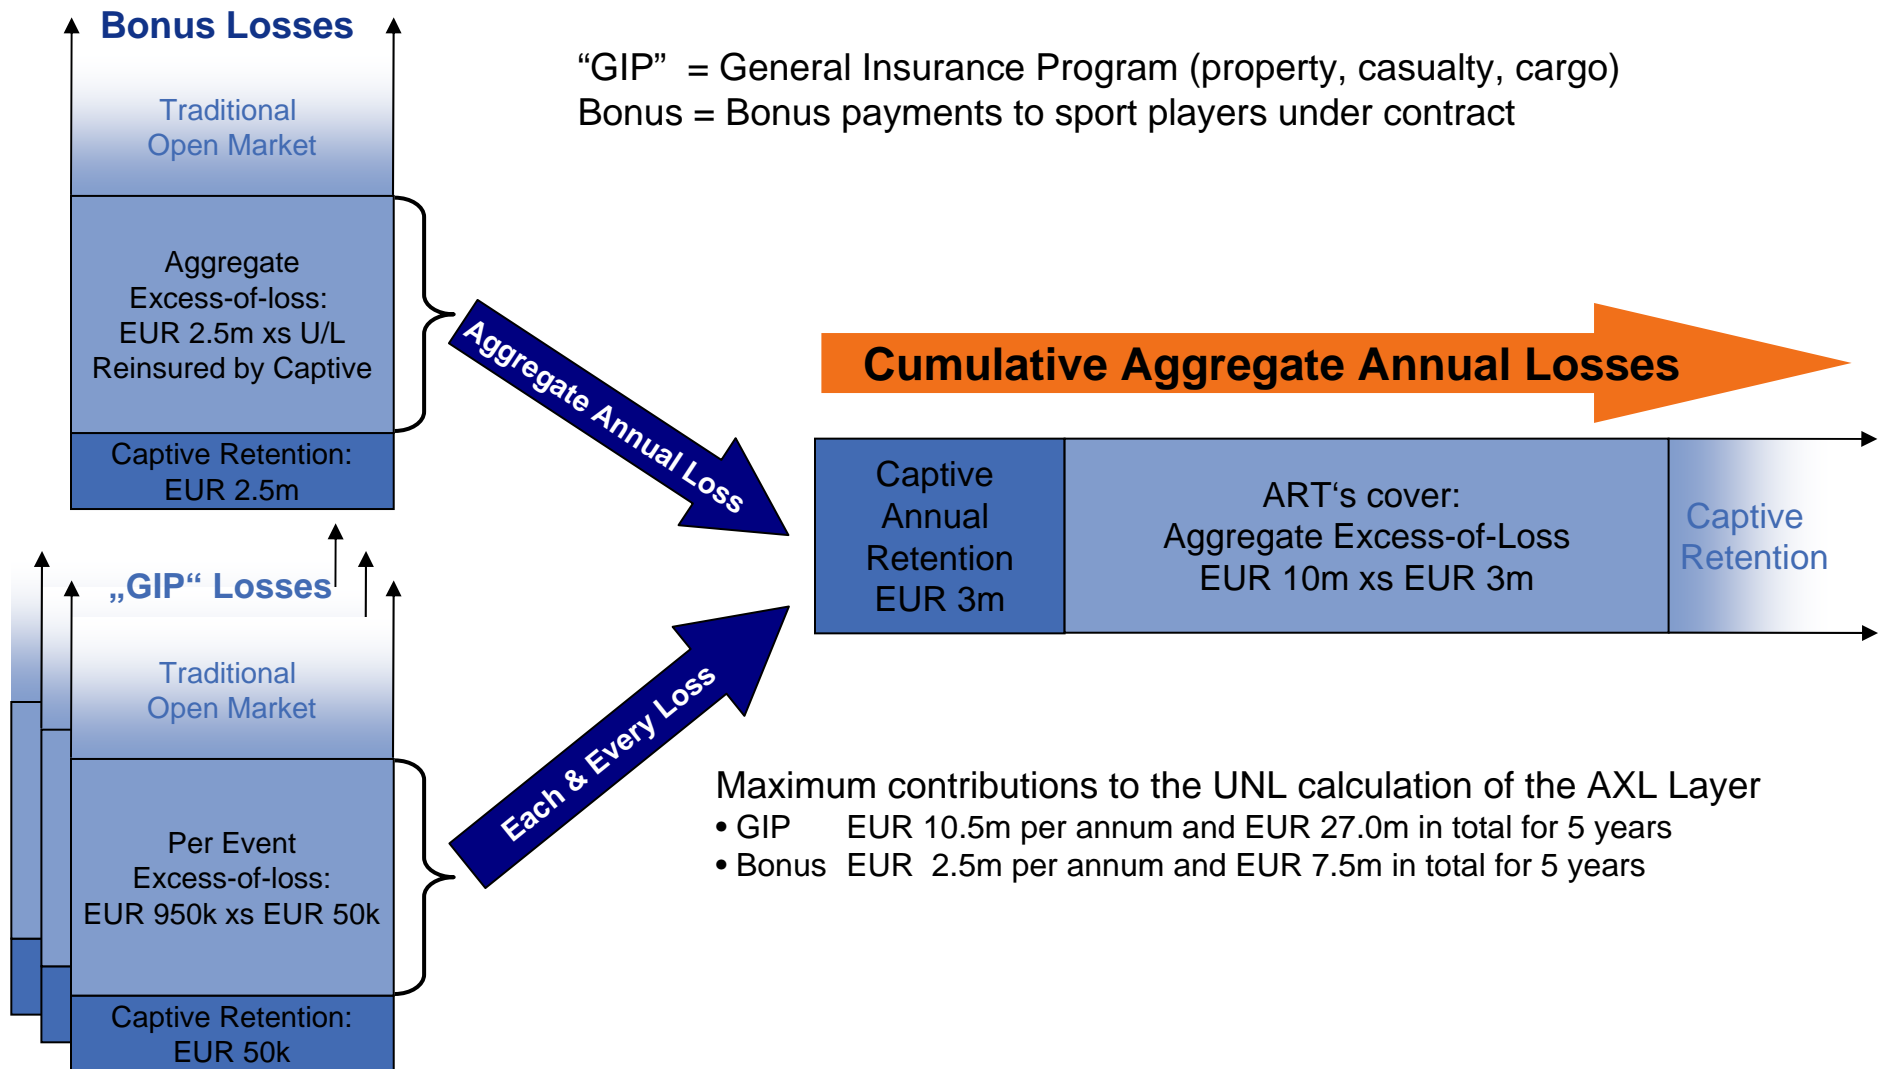 Bonus Losses
Traditional
Open Market
Aggregate
Excess-of-loss:
EUR 2.5m xs U/L
Reinsured by Captive
Captive Retention:
EUR 2.5m
“GIP” = General Insurance Program (property, casualty, cargo)
Bonus = Bonus payments to sport players under contract
Aggregate Annual Loss
Cumulative Aggregate Annual Losses
Captive
Annual
Retention
EUR 3m
ART‘s cover:
Aggregate Excess-of-Loss
EUR 10m xs EUR 3m
Captive
Retention
„GIP“ Losses
Traditional
Open Market
Per Event
Excess-of-loss:
EUR 950k xs EUR 50k
Captive Retention:
EUR 50k
Each & Every Loss
Maximum contributions to the UNL calculation of the AXL Layer
• GIP EUR 10.5m per annum and EUR 27.0m in total for 5 years
• Bonus EUR 2.5m per annum and EUR 7.5m in total for 5 years